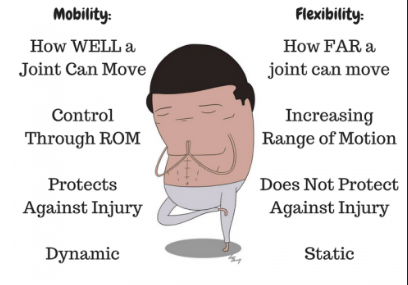 Mobility:
How WELL a
Joint Can Move
Control
Through ROM
Protects
Against Injury
Dynamic
Flexibility:
How FAR a
joint can move
Increasing
Range of Motion
Does Not Protect
Against Injury
Static